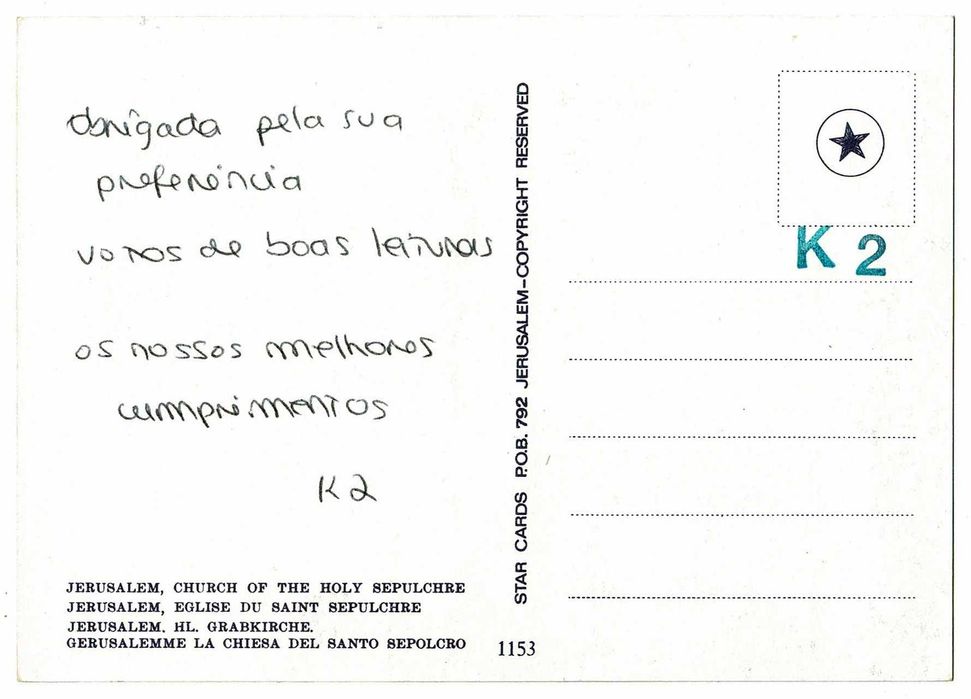 obrigada pela sua
preferência
votos de boas leituras
os nossos melhores
cumprimentos
K2
JERUSALEM, CHURCH OF THE HOLY SEPULCHRE
JERUSALEM, EGLISE DU SAINT SEPULCHRE
JERUSALEM. HL. GRABKIRCHE.
GERUSALEMME LA CHIESA DEL SANTO SEPOLCRO
1153
STAR CARDS P.O.B. 792 JERUSALEM–COPYRIGHT RESERVED
K 2